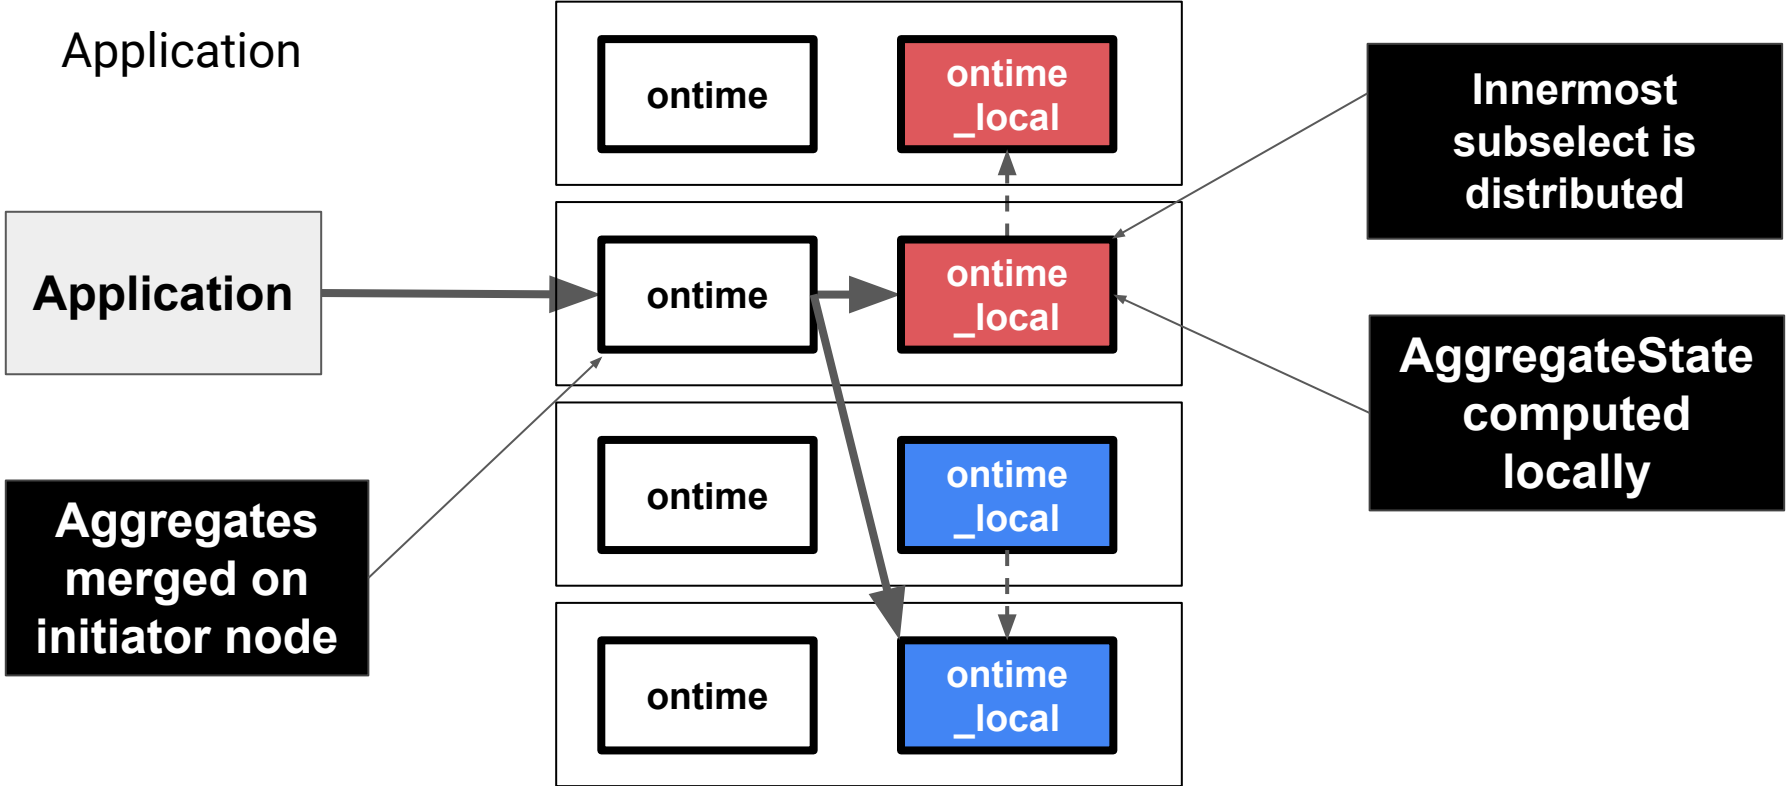 Application
ontime
ontime
_local
Innermost
subselect is
distributed
Application
ontime
ontime
_local
AggregateState
computed
locally
Aggregates
merged on
initiator node
ontime
ontime
_local
ontime
ontime
_local